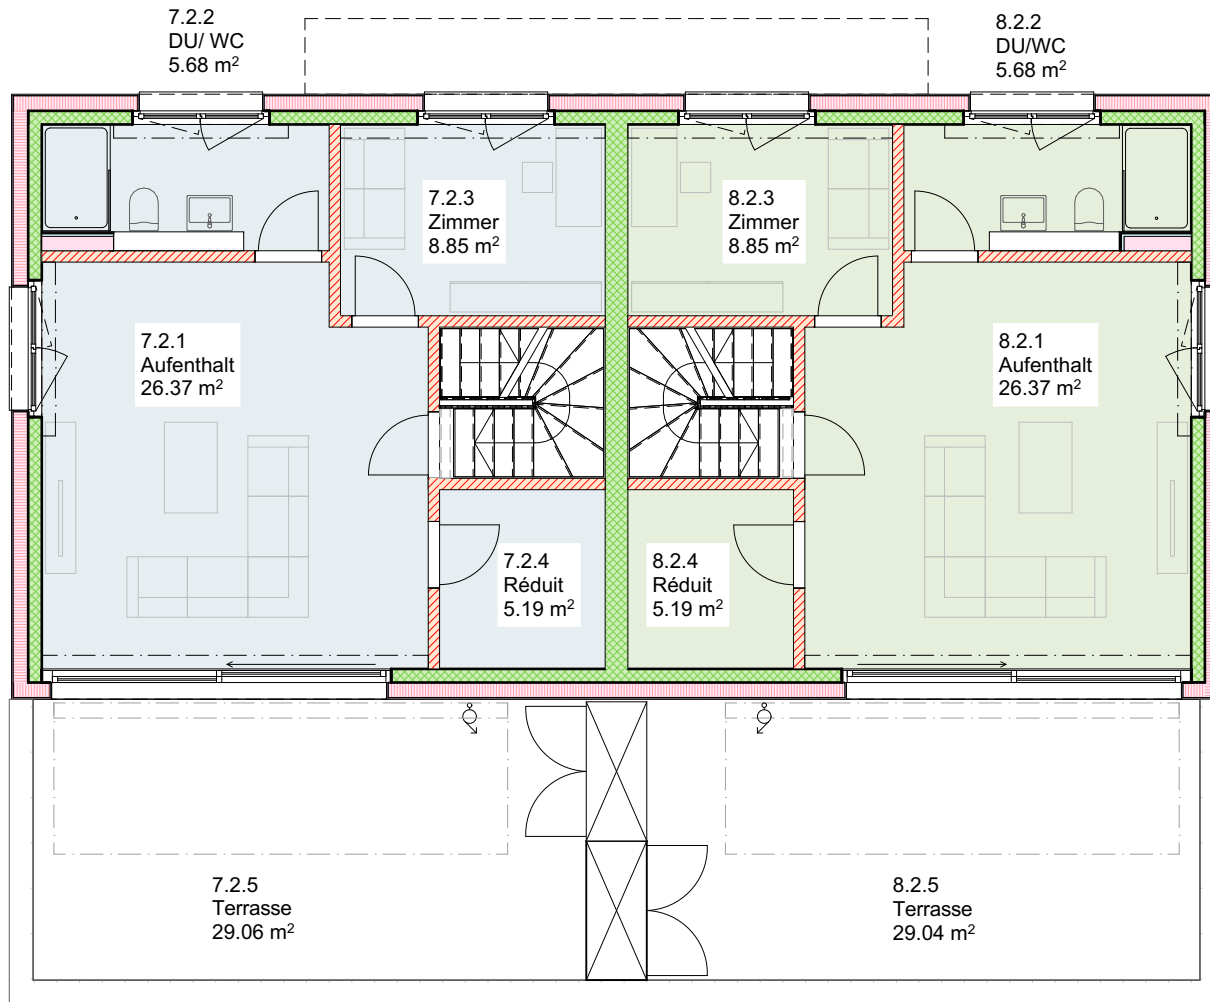 7.2.2
DU/ WC
5.68 m²
8.2.2
DU/WC
5.68 m²
7.2.3
Zimmer
8.85 m²
8.2.3
Zimmer
8.85 m²
7.2.1
Aufenthalt
26.37 m²
8.2.1
Aufenthalt
26.37 m²
7.2.4
Réduit
5.19 m²
8.2.4
Réduit
5.19 m²
7.2.5
Terrasse
29.06 m²
8.2.5
Terrasse
29.04 m²